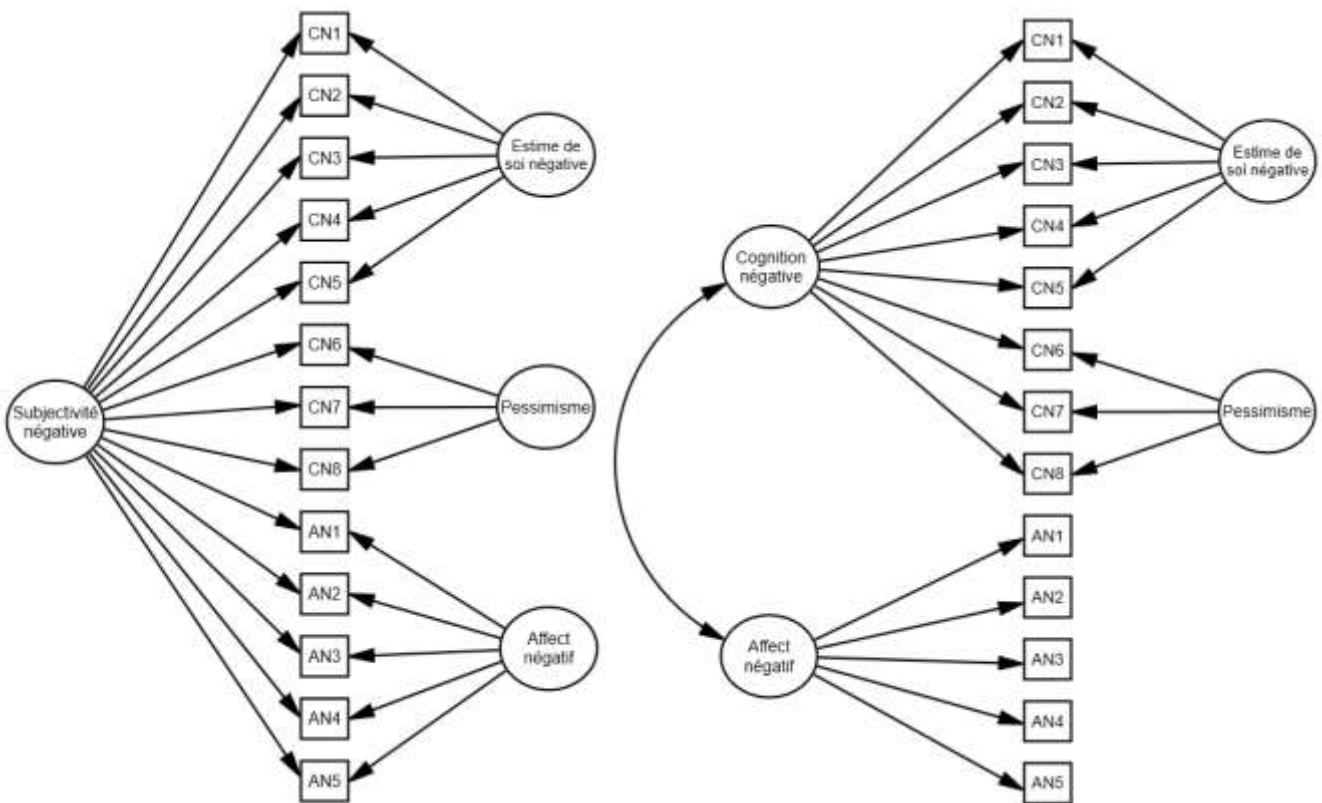 CN1
CN2
CN3
CN4
CN5
CN6
CN7
CN8
AN1
AN2
AN3
AN4
AN5
Subjectivité
négative
Estime de
soi négative
Pessimisme
Affect
négatif
CN1
CN2
CN3
CN4
CN5
CN6
CN7
CN8
AN1
AN2
AN3
AN4
AN5
Cognition
négative
Affect
négatif
Estime de
soi négative
Pessimisme